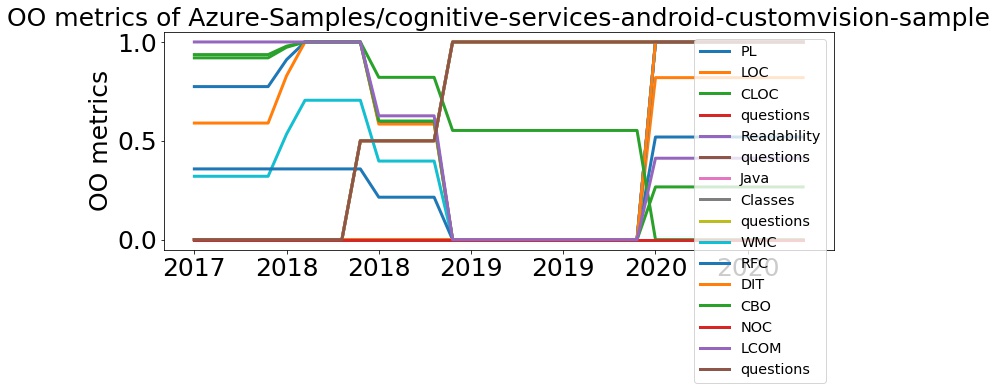 OO metrics of Azure-Samples/cognitive-services-android-customvision-sample
OO metrics
1.0
0.5
0.0
2017
2018
2018
2019
2019
2020
2020
PL
LOC
CLOC
questions
Readability
questions
Java
Classes
questions
WMC
RFC
DIT
CBO
NOC
LCOM
questions